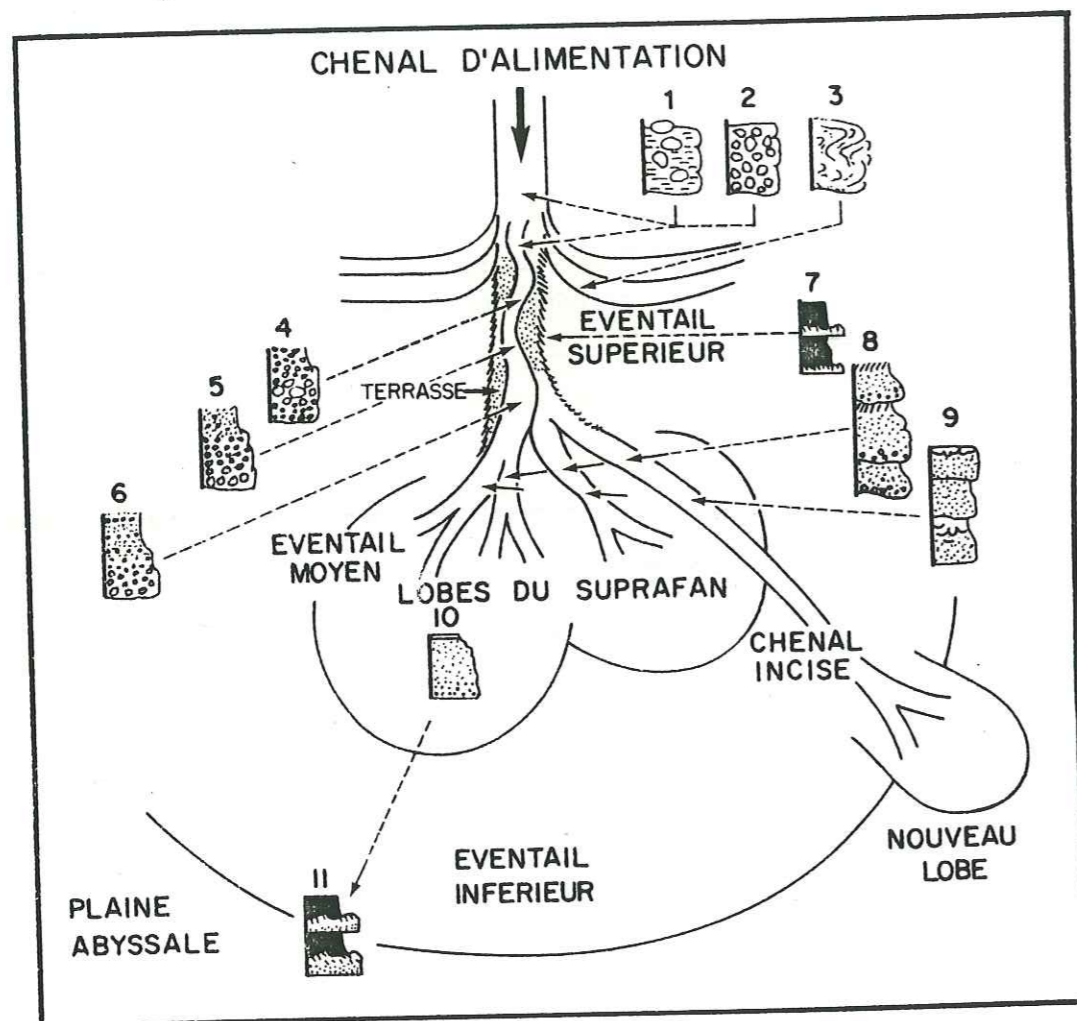 CHENAL D'ALIMENTATION
1 2 3
7
EVENTAIL
SUPERIEUR
4
8
TERRASSE
5
9
6
EVENTAIL
MOYEN
LOBES DU SUPRAFAN
10
CHENAL
INCISE
NOUVEAU
LOBE
EVENTAIL
INFERIEUR
11
PLAINE
ABYSSALE